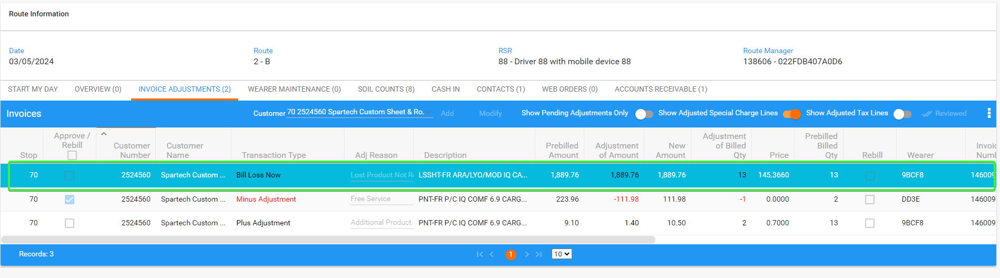 Route Information
Date Route RSR Route Manager
03/05/2024 2 - B 88 - Driver 88 with mobile device 88 138606 - 022FDB407A0D6
START MY DAY OVERVIEW (0) INVOICE ADJUSTMENTS (2) WEARER MAINTENANCE (0) SOIL COUNTS (8) CASH IN CONTACTS (1) WEB ORDERS (0) ACCOUNTS RECEIVABLE (1)
Invoices Customer 70 2524560 Spartech Custom Sheet & Ro. Add Modify Show Pending Adjustments Only Show Adjusted Special Charge Lines Show Adjusted Tax Lines Reviewed
Stop Approve / Rebill Customer Number Customer Name Transaction Type Adj Reason Description Prebilled Amount Adjustment of Amount New Amount Adjustment of Billed Qty Price Prebilled Billed Qty Rebill Wearer Invoic Numb
70 2524560 Spartech Custom ... Bill Loss Now Lost Product Not R LSSHT-FR ARA/LYO/MOD IQ CA... 1,889.76 1,889.76 1,889.76 13 145.3660 13 9BCF8 146009
70 2524560 Spartech Custom ... Minus Adjustment Free Service PNT-FR P/C IQ COMF 6.9 CARG... 223.96 -111.98 111.98 -1 0.0000 2 DD3E 146009
70 2524560 Spartech Custom ... Plus Adjustment Additional Product PNT-FR P/C IQ COMF 6.9 CARG... 9.10 1.40 10.50 2 0.7000 13 9BCF8 146009
Records: 3 1 10